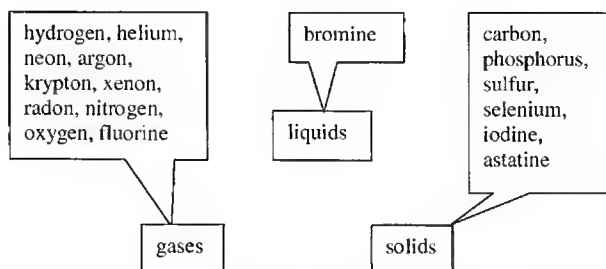 hydrogen, helium,
neon, argon,
krypton, xenon,
radon, nitrogen,
oxygen, fluorine
bromine
carbon,
phosphorus,
sulfur,
selenium,
iodine,
astatine
liquids
gases
solids